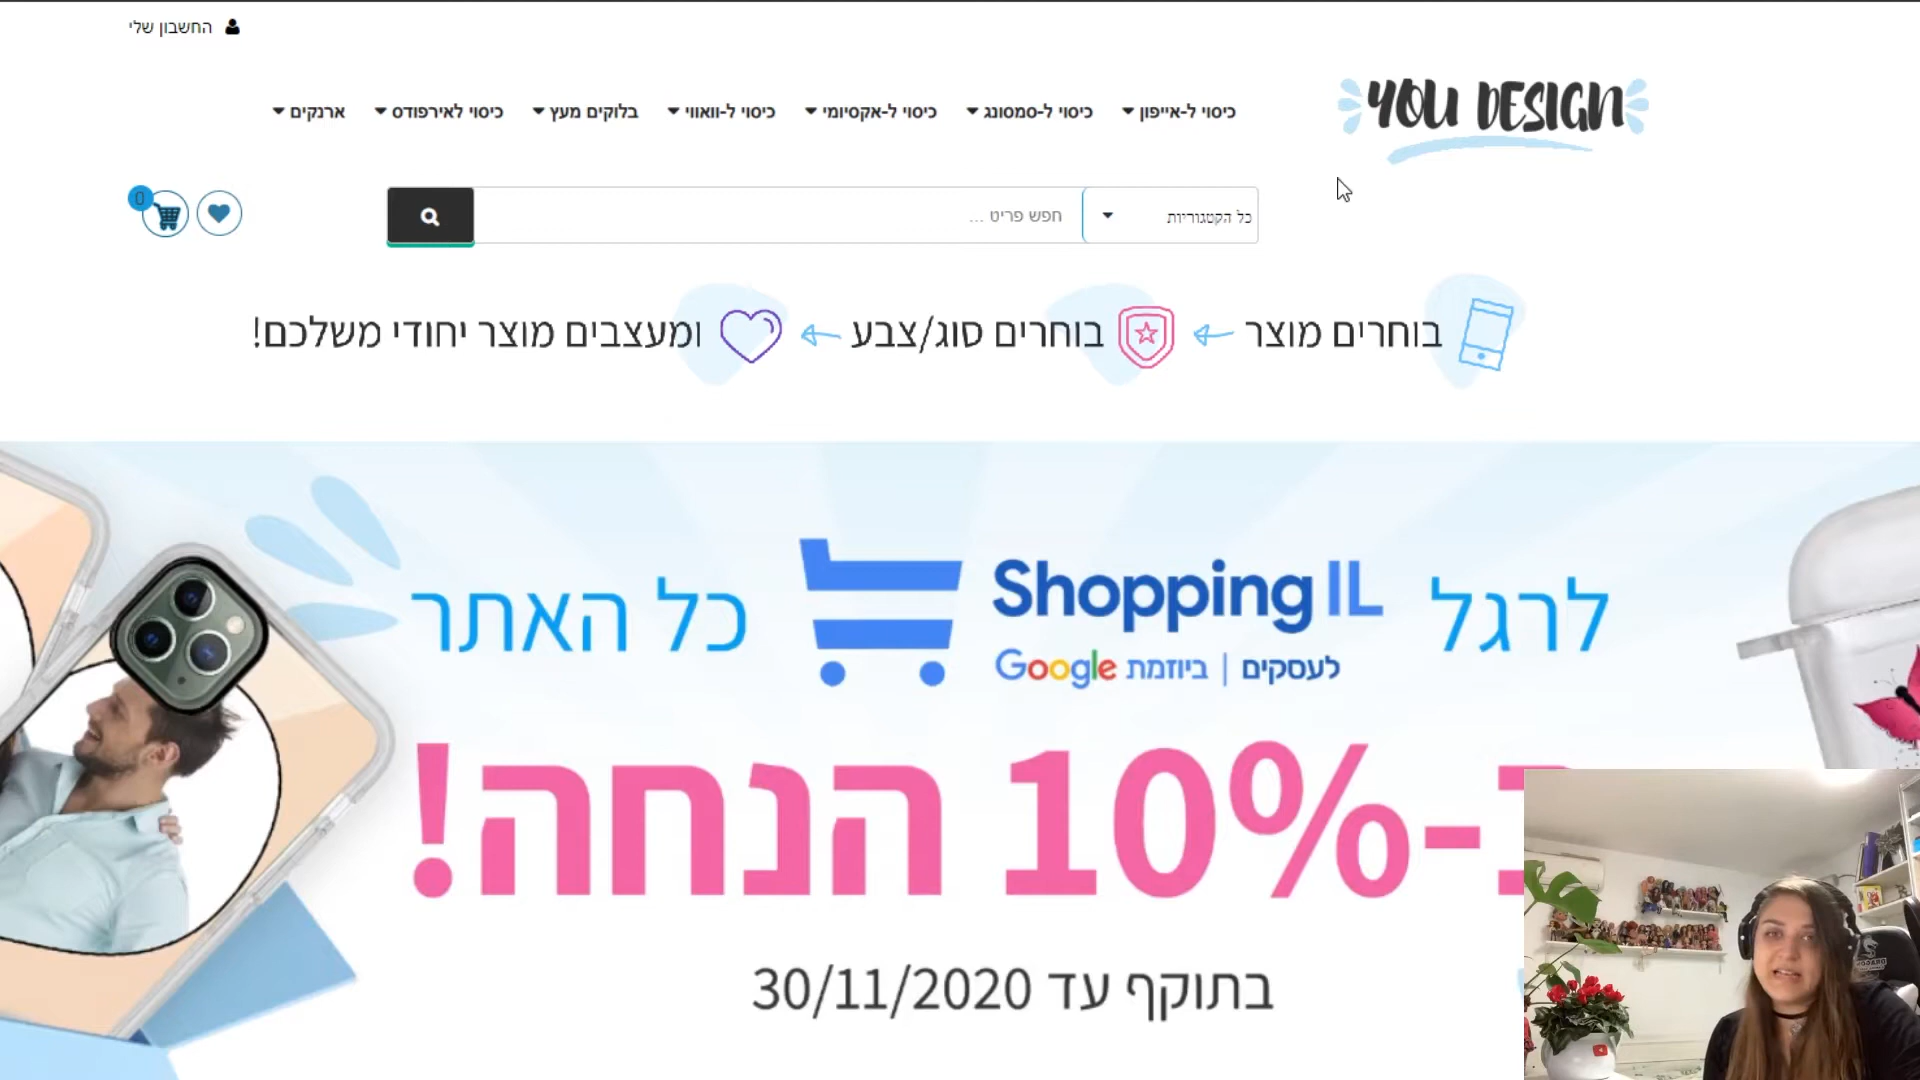 החשבון שלי
YOU DESIGN
כיסוי ל-אייפון כיסוי ל-סמסונג כיסוי ל-אקסיומי כיסוי ל-וואווי בלוקים מעץ כיסוי לאירפודס ארנקים
כל הקטגוריות חפש פריט ... 0
בוחרים מוצר בוחרים סוג/צבע ומעצבים מוצר יחודי משלכם!
לרגל Shopping IL כל האתר
לעסקים | ביוזמת Google
ב-10% הנחה!
בתוקף עד 30/11/2020